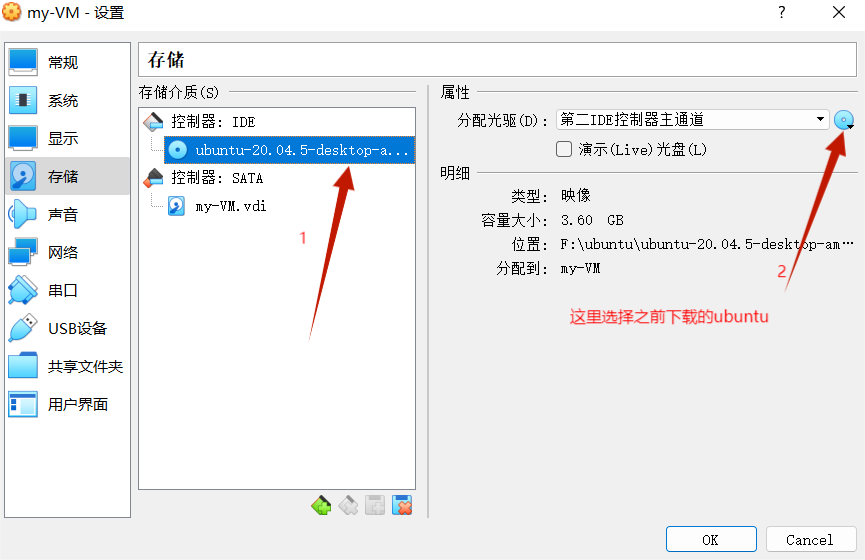 my-VM - 设置
?
常规
系统
显示
存储
声音
网络
串口
USB设备
共享文件夹
用户界面
存储
存储介质(S)
控制器: IDE
ubuntu-20.04.5-desktop-a...
控制器: SATA
my-VM.vdi
1
属性
分配光驱(D): 第二IDE控制器主通道
演示(Live)光盘(L)
明细
类型: 映像
容量大小: 3.60 GB
位置: F:\ubuntu\ubuntu-20.04.5-desktop-am…
分配到: my-VM
2
这里选择之前下载的ubuntu
OK
Cancel